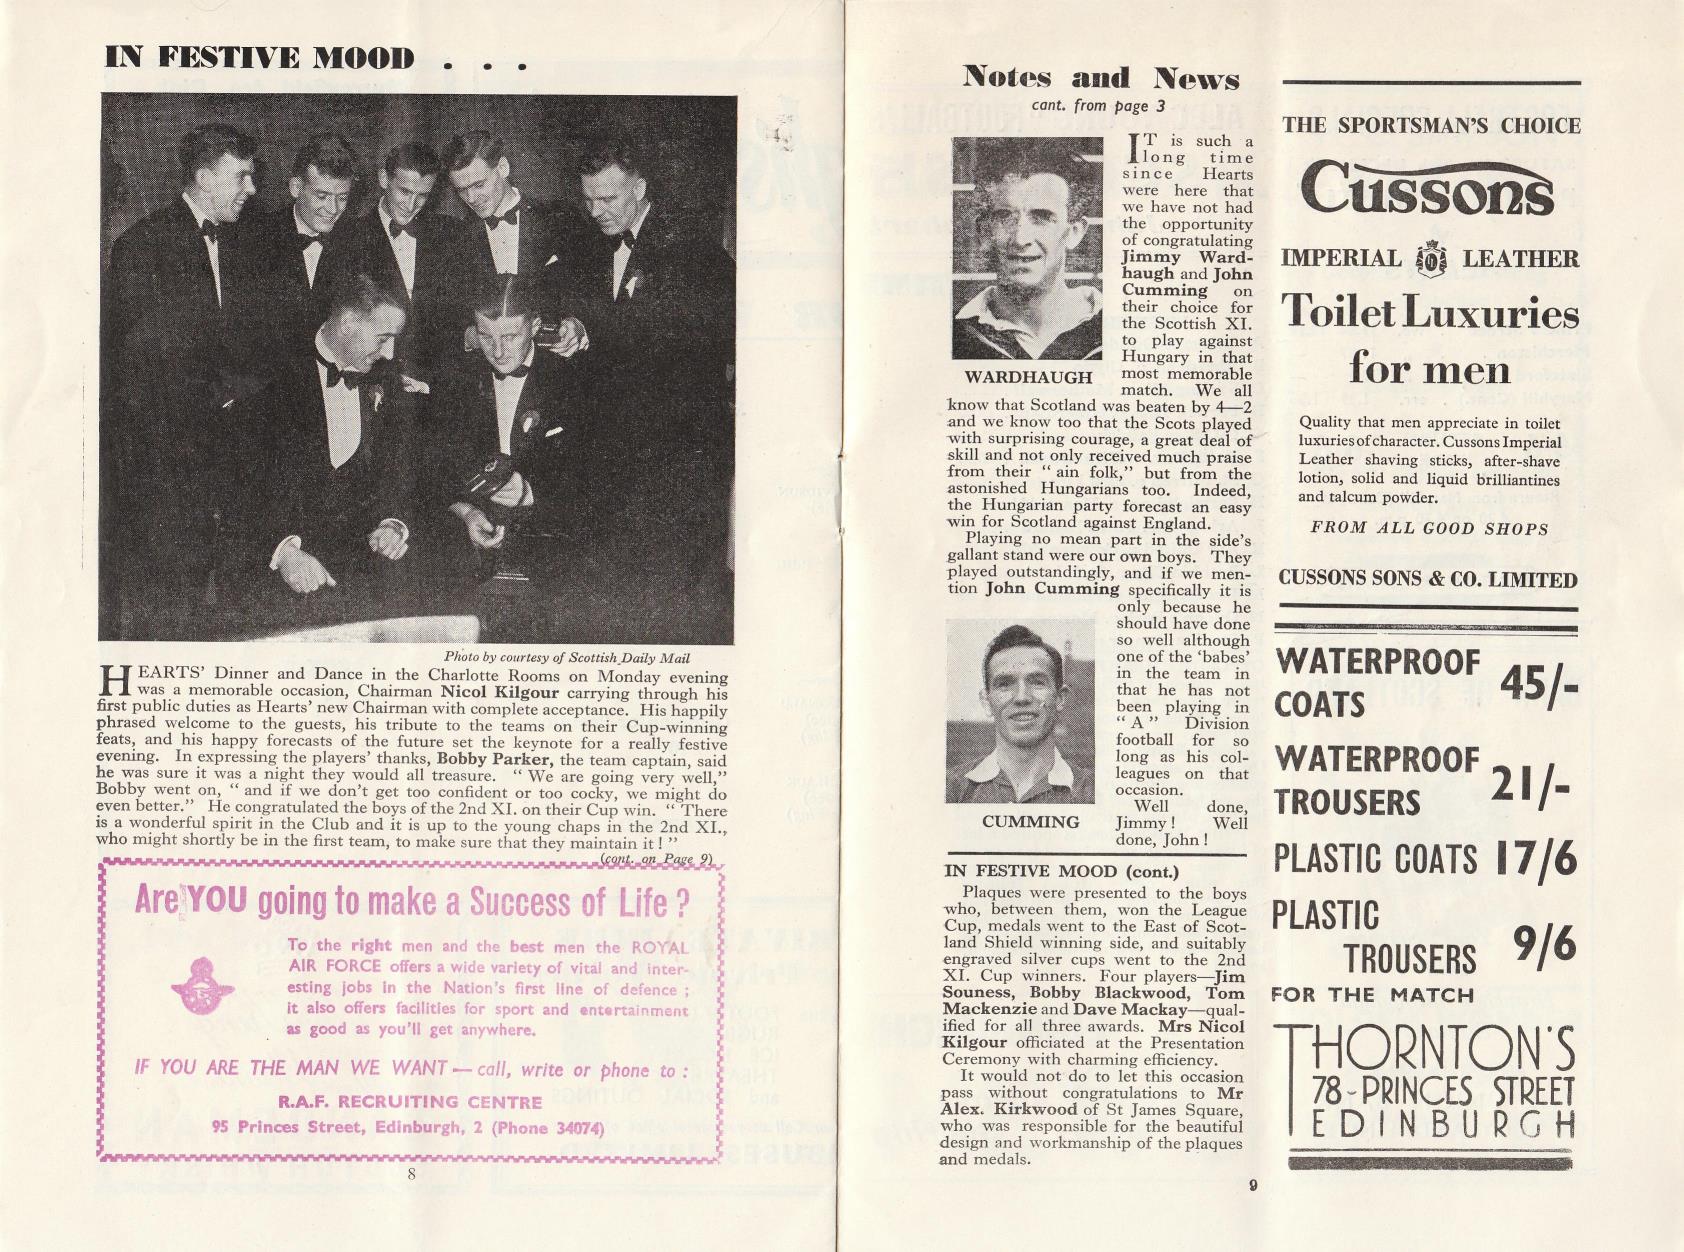 IN FESTIVE MOOD . . .
Photo by courtesy of Scottish Daily Mail
HEARTS' Dinner and Dance in the Charlotte Rooms on Monday evening
was a memorable occasion, Chairman Nicol Kilgour carrying through his
first public duties as Hearts' new Chairman with complete acceptance. His happily
phrased welcome to the guests, his tribute to the teams on their Cup-winning
feats, and his happy forecasts of the future set the keynote for a really festive
evening. In expressing the players' thanks, Bobby Parker, the team captain, said
he was sure it was a night they would all treasure. " We are going very well,"
Bobby went on, " and if we don't get too confident or too cocky, we might do
even better." He congratulated the boys of the 2nd XI. on their Cup win. " There
is a wonderful spirit in the Club and it is up to the young chaps in the 2nd XI.,
who might shortly be in the first team, to make sure that they maintain it ! "
(cont. on Page 9)
Are YOU going to make a Success of Life ?
To the right men and the best men the ROYAL
AIR FORCE offers a wide variety of vital and inter-
esting jobs in the Nation's first line of defence ;
it also offers facilities for sport and entertainment
as good as you'll get anywhere.
IF YOU ARE THE MAN WE WANT — call, write or phone to :
R.A.F. RECRUITING CENTRE
95 Princes Street, Edinburgh, 2 (Phone 34074)
8
Notes and News
cant. from page 3
IT is such a
long time
since Hearts
were here that
we have not had
the opportunity
of congratulating
Jimmy Ward-
haugh and John
Cumming on
their choice for
the Scottish XI.
to play against
Hungary in that
most memorable
match. We all
WARDHAUGH
know that Scotland was beaten by 4—2
and we know too that the Scots played
with surprising courage, a great deal of
skill and not only received much praise
from their " ain folk," but from the
astonished Hungarians too. Indeed,
the Hungarian party forecast an easy
win for Scotland against England.
Playing no mean part in the side's
gallant stand were our own boys. They
played outstandingly, and if we men-
tion John Cumming specifically it is
only because he
should have done
so well although
one of the 'babes'
in the team in
that he has not
been playing in
" A " Division
football for so
long as his col-
leagues on that
occasion.
Well done,
Jimmy ! Well
done, John !
CUMMING
IN FESTIVE MOOD (cont.)
Plaques were presented to the boys
who, between them, won the League
Cup, medals went to the East of Scot-
land Shield winning side, and suitably
engraved silver cups went to the 2nd
XI. Cup winners. Four players—Jim
Souness, Bobby Blackwood, Tom
Mackenzie and Dave Mackay—qual-
ified for all three awards. Mrs Nicol
Kilgour officiated at the Presentation
Ceremony with charming efficiency.
It would not do to let this occasion
pass without congratulations to Mr
Alex. Kirkwood of St James Square,
who was responsible for the beautiful
design and workmanship of the plaques
and medals.
9
THE SPORTSMAN'S CHOICE
Cussons
IMPERIAL LEATHER
Toilet Luxuries
for men
Quality that men appreciate in toilet
luxuries of character. Cussons Imperial
Leather shaving sticks, after-shave
lotion, solid and liquid brilliantines
and talcum powder.
FROM ALL GOOD SHOPS
CUSSONS SONS & CO. LIMITED
WATERPROOF
COATS 45/-
WATERPROOF
TROUSERS 21/-
PLASTIC COATS 17/6
PLASTIC
TROUSERS 9/6
FOR THE MATCH
THORNTON'S
78-PRINCES STREET
EDINBURGH